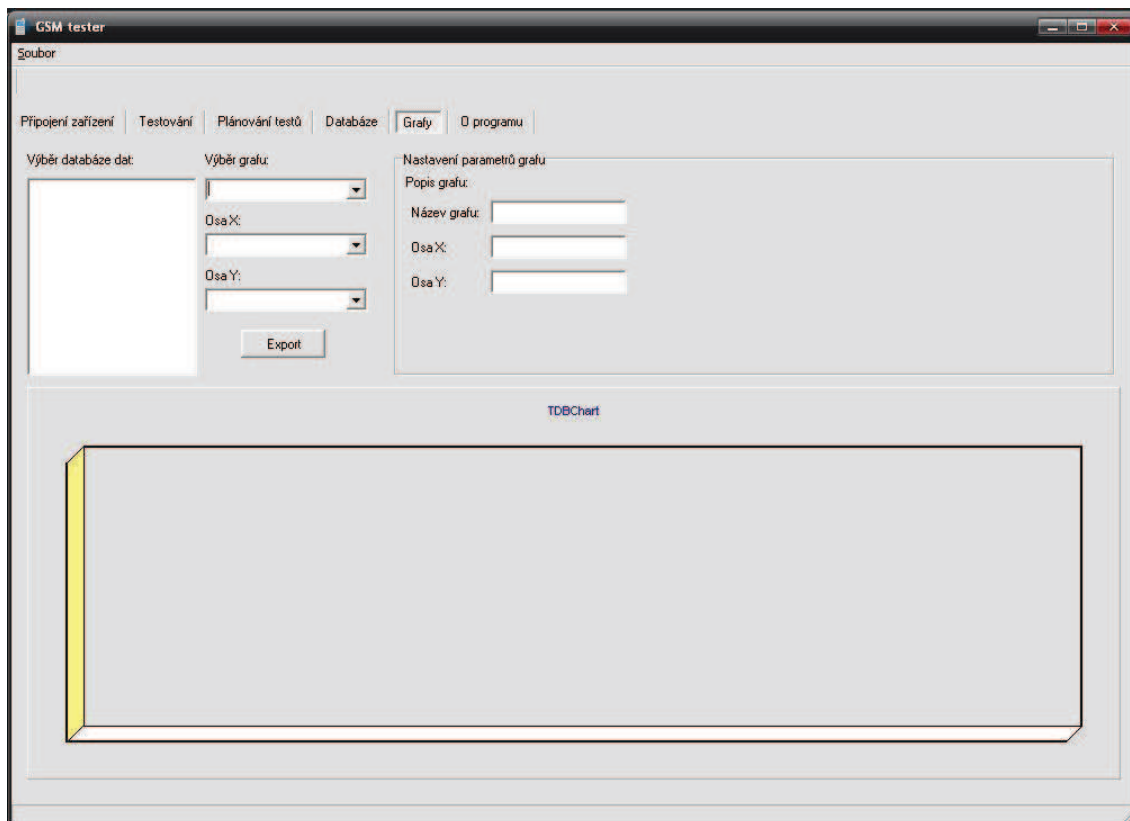 GSM tester
Soubor
Připojení zařízení Testování Plánování testů Databáze Grafy O programu
Výběr databáze dat:
Výběr grafu:
Osa X:
Osa Y:
Export
Nastavení parametrů grafu
Popis grafu:
Název grafu:
Osa X:
Osa Y:
TDBChart